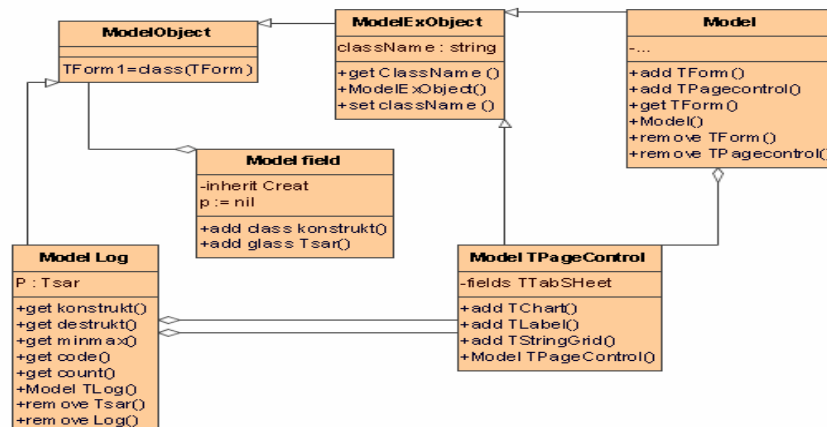 ModelObject
TForm1=class(TForm)
ModelExObject
className : string
+get ClassName ()
+ModelExObject()
+set className ()
Model
-...
+add TForm()
+add TPagecontrol()
+get TForm()
+Model()
+remove TForm()
+remove TPagecontrol()
Model field
-inherit Creat
p := nil
+add class konstrukt()
+add glass Tsar()
Model Log
P : Tsar
+get konstrukt()
+get destrukt()
+get minmax()
+get code()
+get count()
+Model TLog()
+remove Tsar()
+remove Log()
Model TPageControl
-fields TTabSHeet
+add TChart()
+add TLabel()
+add TStringGrid()
+Model TPageControl()